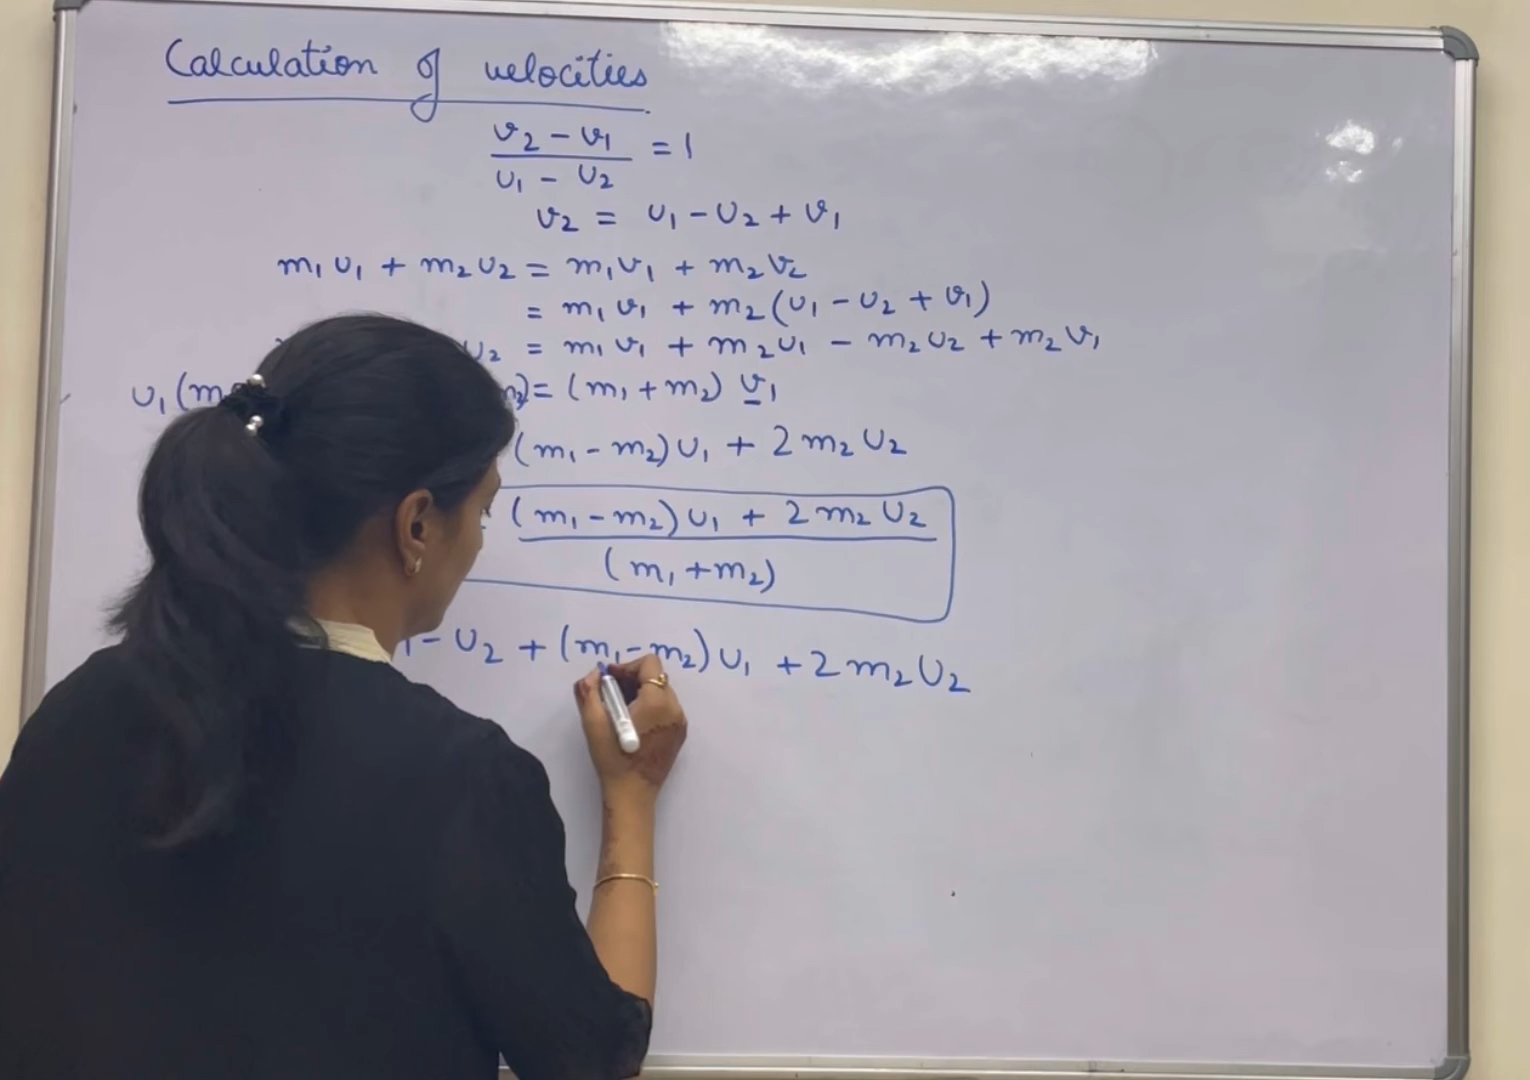 Calculation of velocities
v₂ - v₁
= 1
u₁ - u₂
v₂ = u₁ - u₂ + v₁
m₁u₁ + m₂u₂ = m₁v₁ + m₂v₂
= m₁v₁ + m₂(u₁ - u₂ + v₁)
u₂ = m₁v₁ + m₂u₁ - m₂u₂ + m₂v₁
u₁(m = (m₁ + m₂) v₁
(m₁ - m₂)u₁ + 2m₂u₂
(m₁ - m₂)u₁ + 2m₂u₂
(m₁ + m₂)
- u₂ + (m₁ - m₂)u₁ + 2m₂u₂